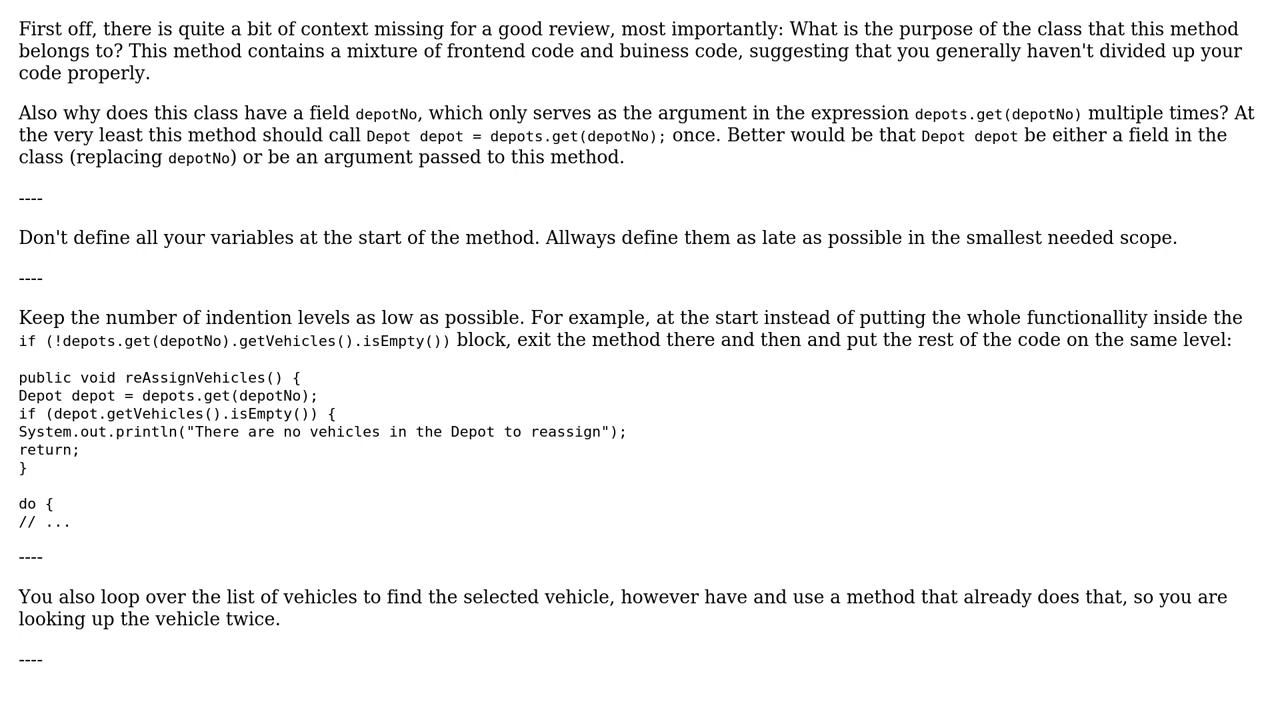 First off, there is quite a bit of context missing for a good review, most importantly: What is the purpose of the class that this method
belongs to? This method contains a mixture of frontend code and buiness code, suggesting that you generally haven't divided up your
code properly.
Also why does this class have a field depotNo, which only serves as the argument in the expression depots.get(depotNo) multiple times? At
the very least this method should call Depot depot = depots.get(depotNo); once. Better would be that Depot depot be either a field in the
class (replacing depotNo) or be an argument passed to this method.
----
Don't define all your variables at the start of the method. Allways define them as late as possible in the smallest needed scope.
----
Keep the number of indention levels as low as possible. For example, at the start instead of putting the whole functionallity inside the
if (!depots.get(depotNo).getVehicles().isEmpty()) block, exit the method there and then and put the rest of the code on the same level:
public void reAssignVehicles() {
Depot depot = depots.get(depotNo);
if (depot.getVehicles().isEmpty()) {
System.out.println("There are no vehicles in the Depot to reassign");
return;
}
do {
// ...
----
You also loop over the list of vehicles to find the selected vehicle, however have and use a method that already does that, so you are
looking up the vehicle twice.
----